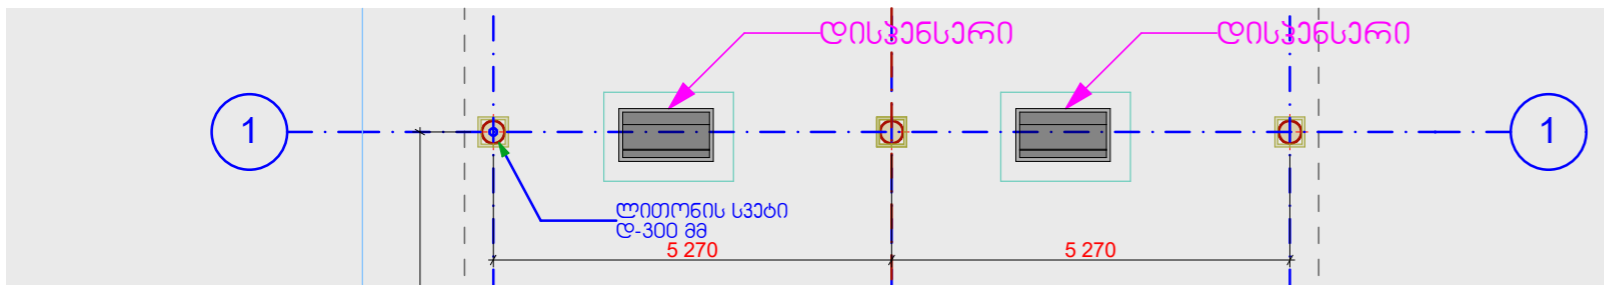 დისპენსერი დისპენსერი
1 1
ლითონის სვეტი
დ-300 მმ
5 270 5 270